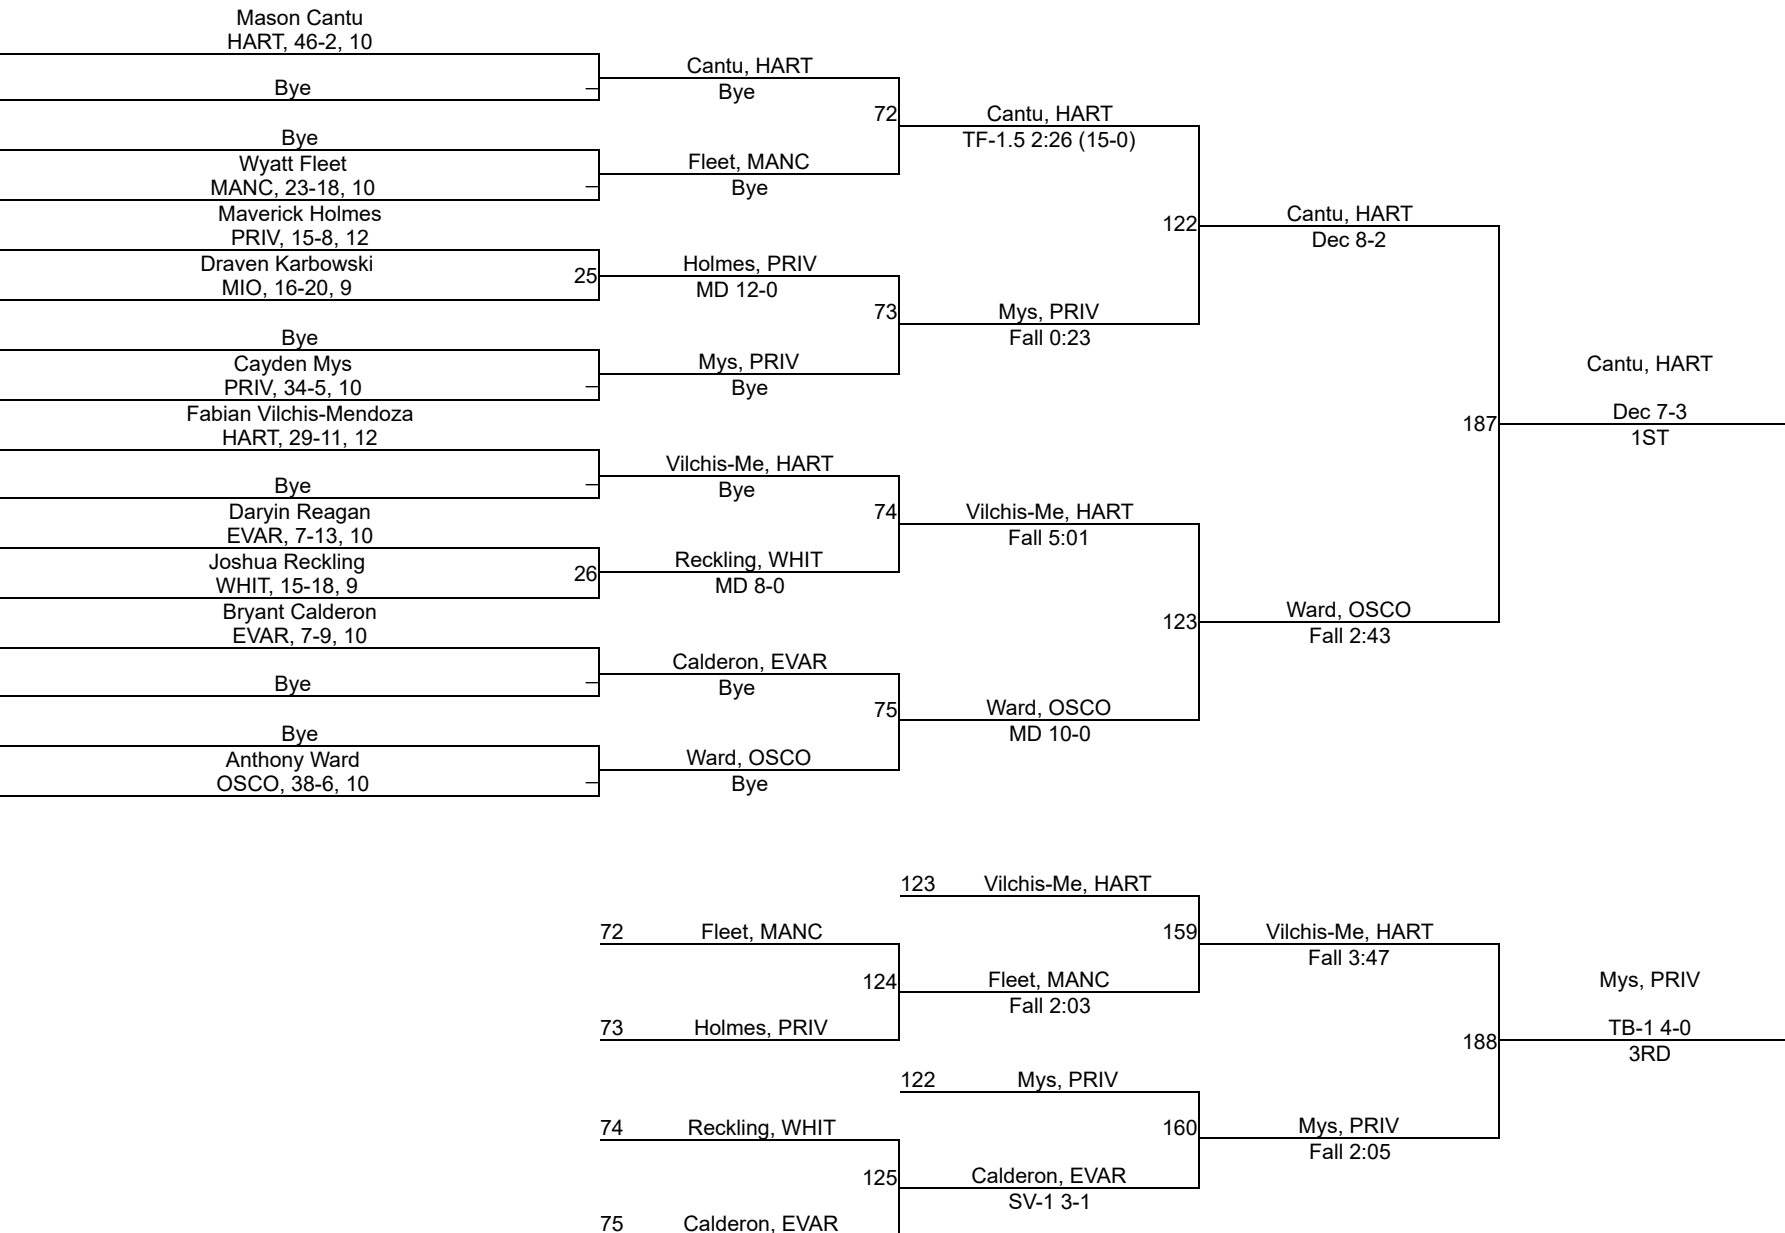 Mason Cantu
HART, 46-2, 10
Bye
Bye
Wyatt Fleet
MANC, 23-18, 10
Maverick Holmes
PRIV, 15-8, 12
Draven Karbowski
MIO, 16-20, 9
25
Bye
Cayden Mys
PRIV, 34-5, 10
Fabian Vilchis-Mendoza
HART, 29-11, 12
Bye
Daryin Reagan
EVAR, 7-13, 10
Joshua Reckling
WHIT, 15-18, 9
26
Bryant Calderon
EVAR, 7-9, 10
Bye
Bye
Anthony Ward
OSCO, 38-6, 10
Cantu, HART
Bye
72
Fleet, MANC
Bye
Holmes, PRIV
MD 12-0
73
Mys, PRIV
Bye
Vilchis-Me, HART
Bye
74
Reckling, WHIT
MD 8-0
Calderon, EVAR
Bye
75
Ward, OSCO
Bye
Cantu, HART
TF-1.5 2:26 (15-0)
122
Mys, PRIV
Fall 0:23
Vilchis-Me, HART
Fall 5:01
123
Ward, OSCO
MD 10-0
Cantu, HART
Dec 8-2
187
Ward, OSCO
Fall 2:43
Cantu, HART
Dec 7-3
1ST
72 Fleet, MANC
124
73 Holmes, PRIV
74 Reckling, WHIT
125
75 Calderon, EVAR
123 Vilchis-Me, HART
159
Fleet, MANC
Fall 2:03
122 Mys, PRIV
160
Calderon, EVAR
SV-1 3-1
Vilchis-Me, HART
Fall 3:47
188
Mys, PRIV
Fall 2:05
Mys, PRIV
TB-1 4-0
3RD